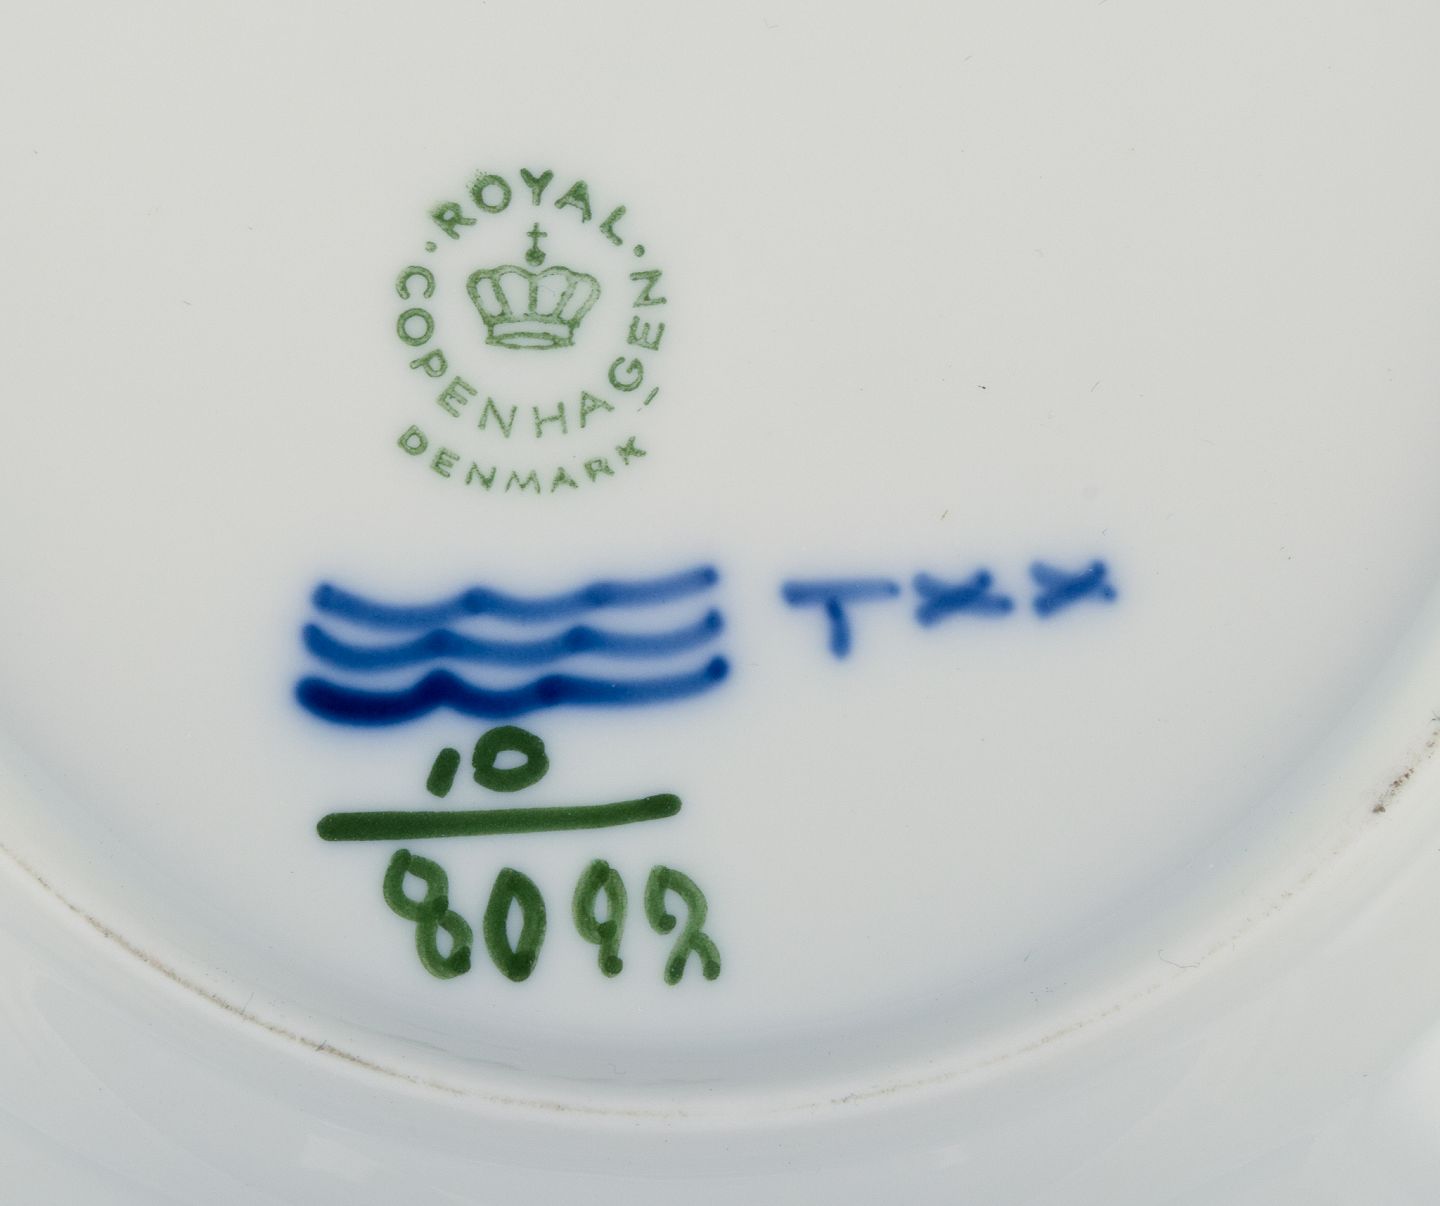 · ROYAL ·
COPENHAGEN
DENMARK
T X X
10
8092